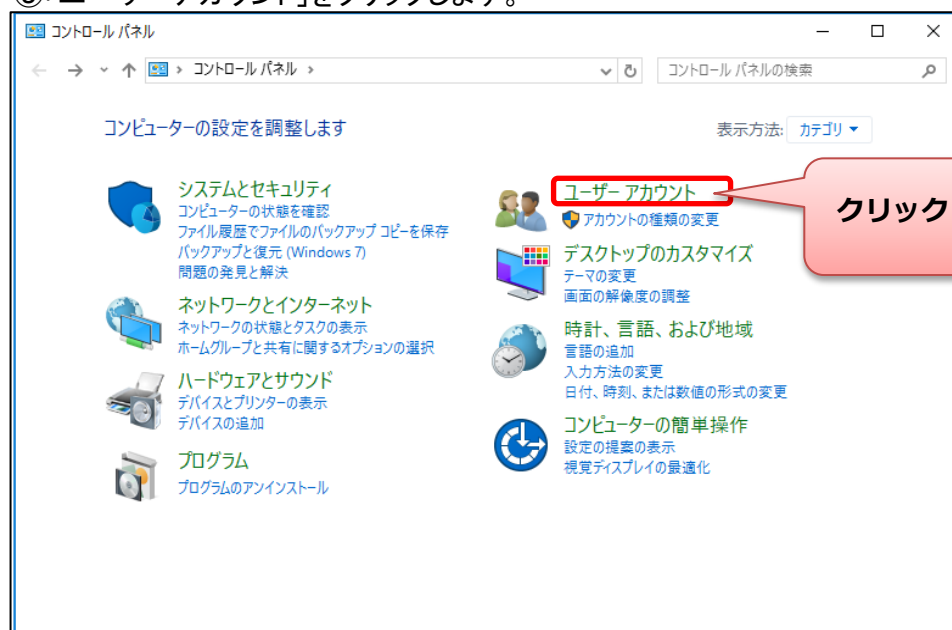 ユーザー アカウント」をクリックします。
コントロール パネル
コントロール パネル
コントロール パネルの検索
コンピューターの設定を調整します
表示方法: カテゴリ
システムとセキュリティ
コンピューターの状態を確認
ファイル履歴でファイルのバックアップ コピーを保存
バックアップと復元 (Windows 7)
問題の発見と解決
ネットワークとインターネット
ネットワークの状態とタスクの表示
ホームグループと共有に関するオプションの選択
ハードウェアとサウンド
デバイスとプリンターの表示
デバイスの追加
プログラム
プログラムのアンインストール
ユーザー アカウント
アカウントの種類の変更
クリック
デスクトップのカスタマイズ
テーマの変更
画面の解像度の調整
時計、言語、および地域
言語の追加
入力方法の変更
日付、時刻、または数値の形式の変更
コンピューターの簡単操作
設定の提案の表示
視覚ディスプレイの最適化